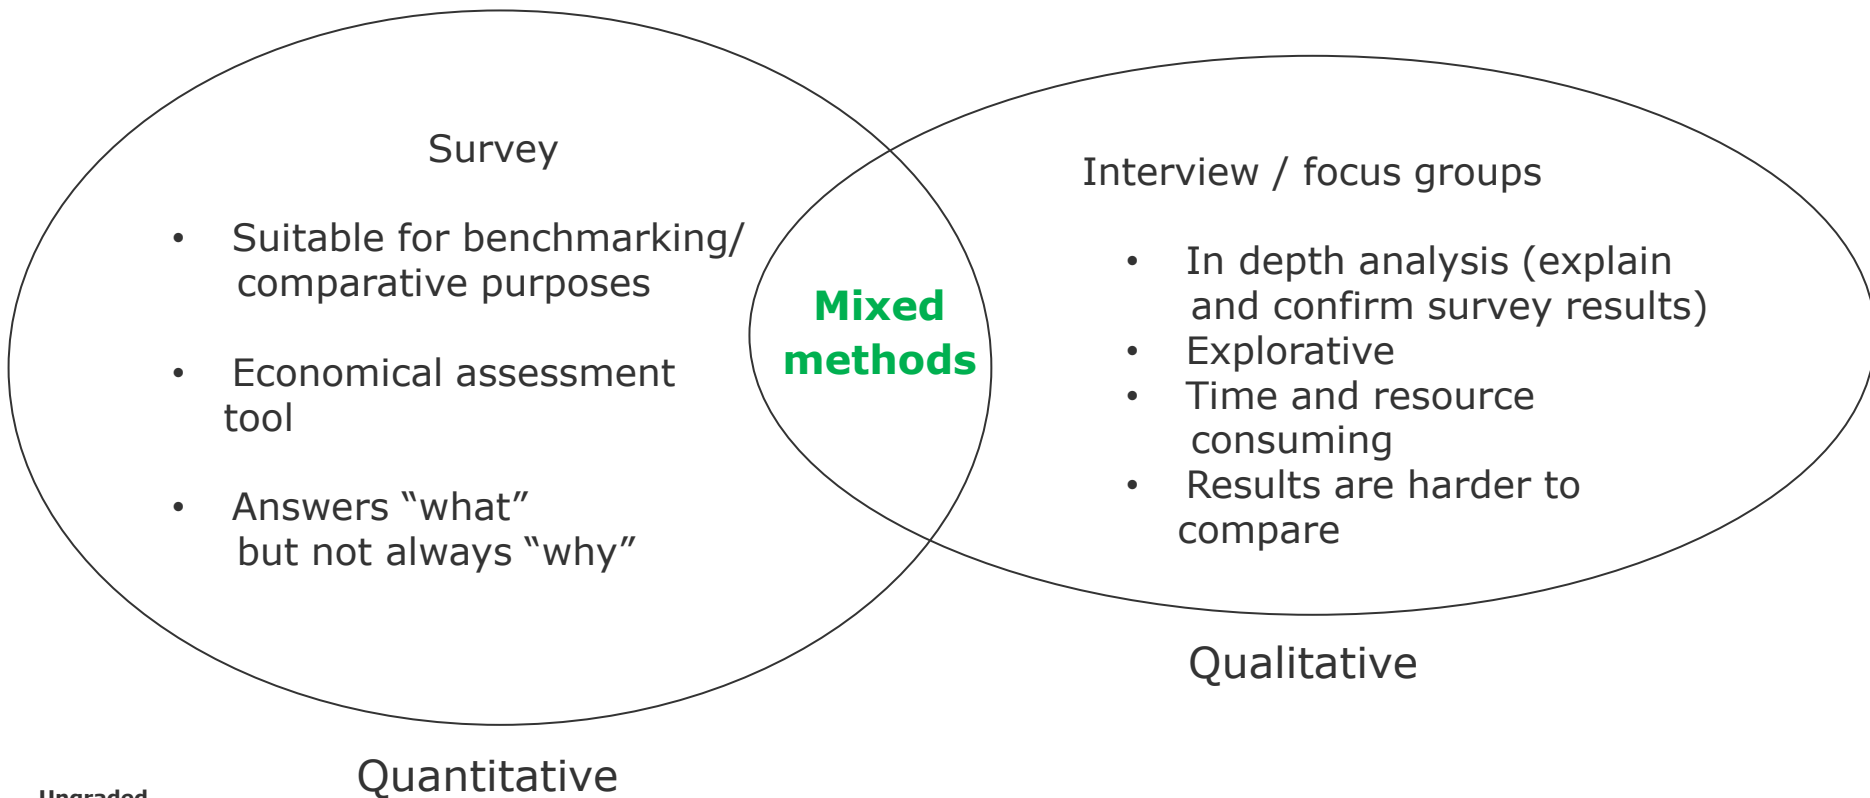 Survey
• Suitable for benchmarking/
comparative purposes
• Economical assessment
tool
• Answers “what”
but not always “why”
Mixed
methods
Interview / focus groups
• In depth analysis (explain
and confirm survey results)
• Explorative
• Time and resource
consuming
• Results are harder to
compare
Qualitative
Quantitative
Ungraded